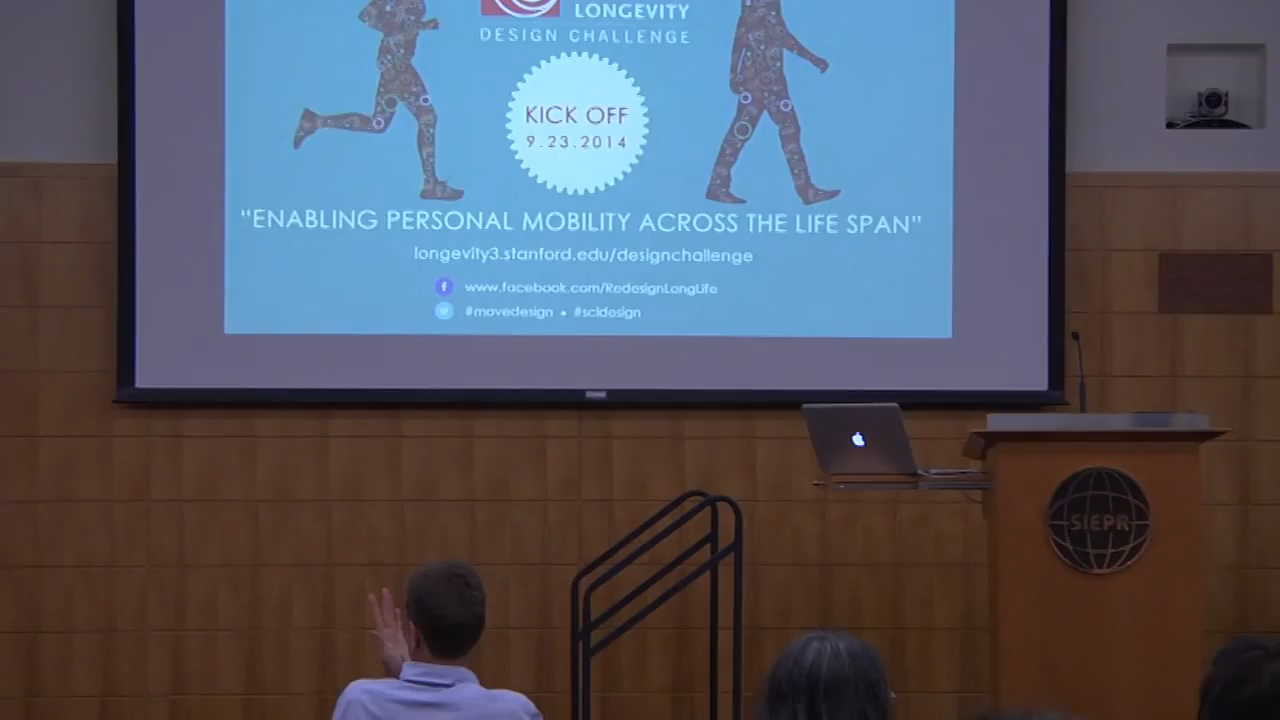 LONGEVITY
DESIGN CHALLENGE
KICK OFF
9.23.2014
“ENABLING PERSONAL MOBILITY ACROSS THE LIFE SPAN”
longevity3.stanford.edu/designchallenge
f www.facebook.com/RedesignLongLife
#movedesign • #scldesign
SIEPR